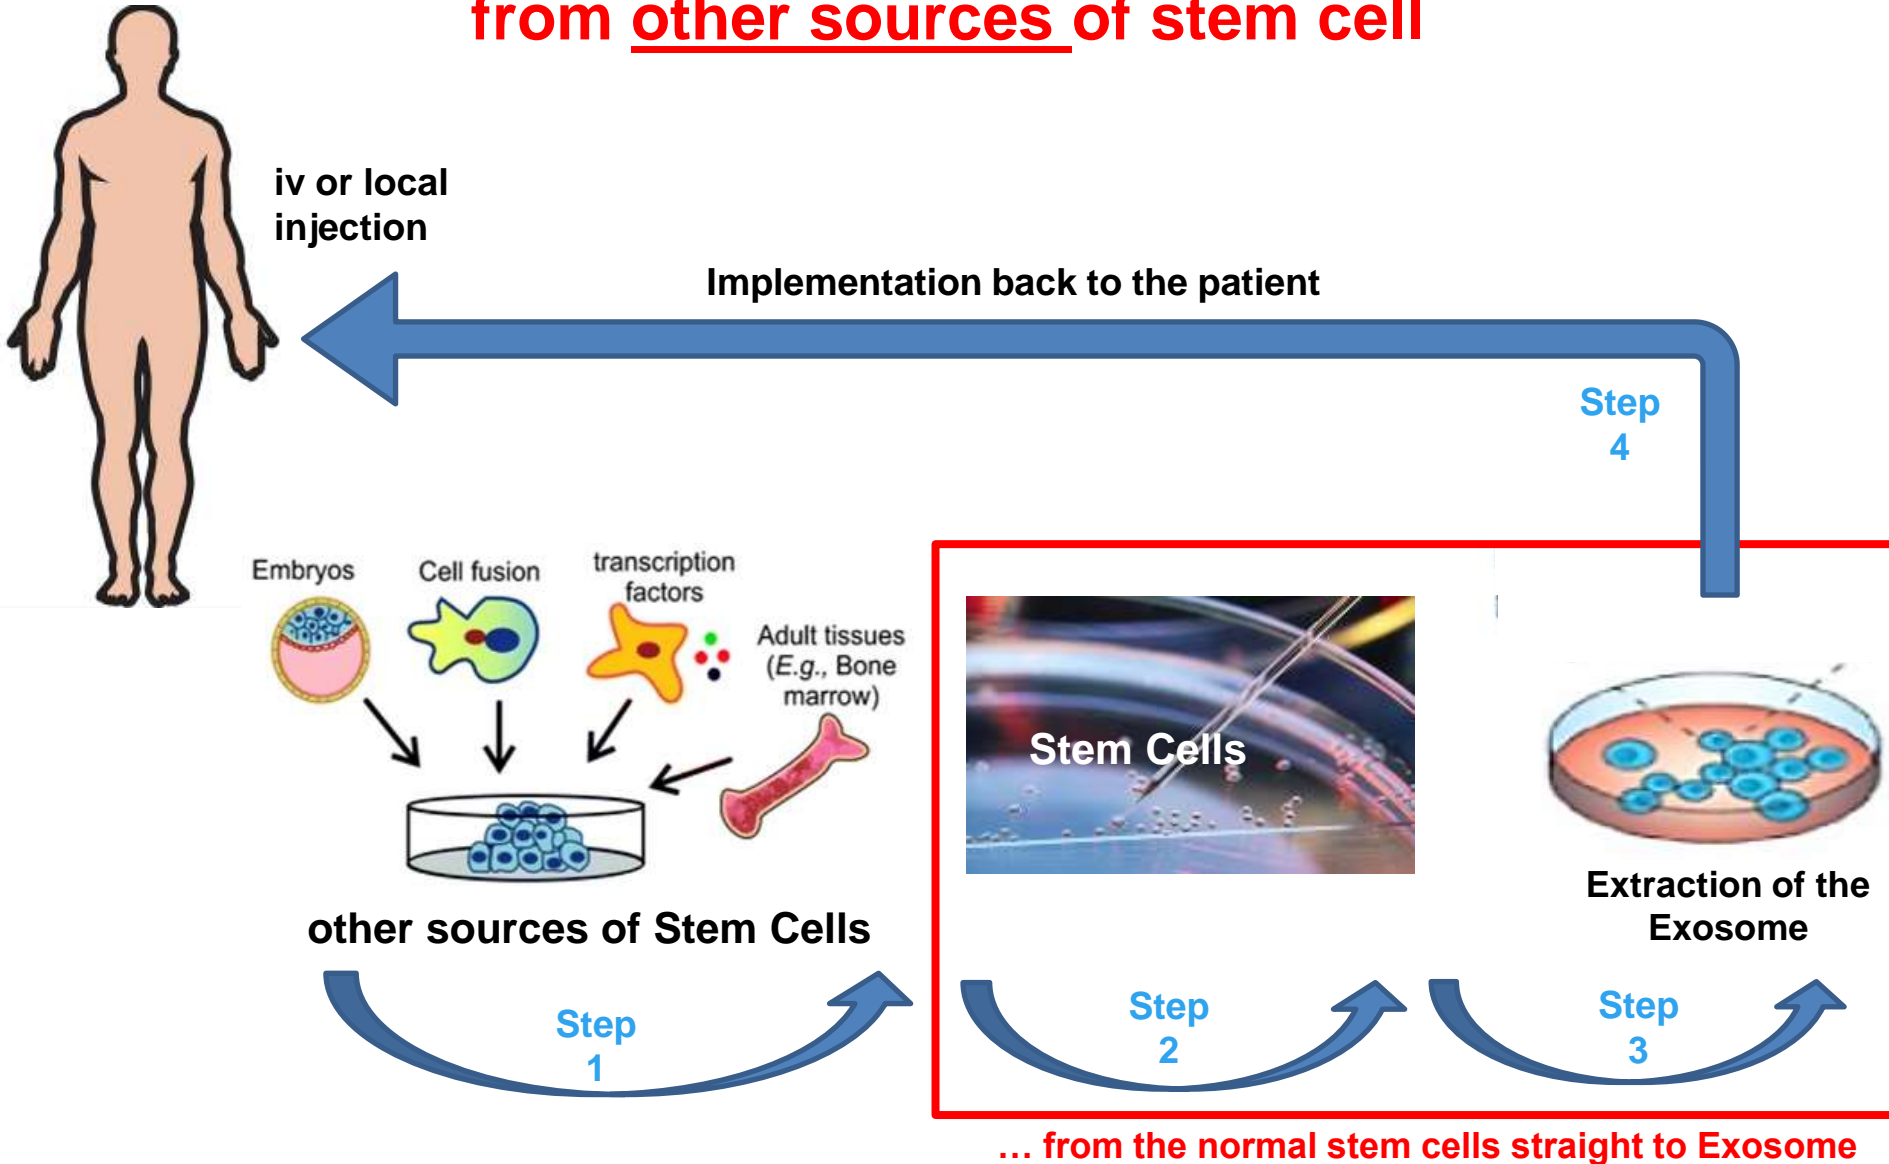 from other sources of stem cell
iv or local
injection
Implementation back to the patient
Step
4
Embryos
Cell fusion
transcription
factors
Adult tissues
(E.g., Bone
marrow)
Stem Cells
Extraction of the
Exosome
other sources of Stem Cells
Step
1
Step
2
Step
3
... from the normal stem cells straight to Exosome